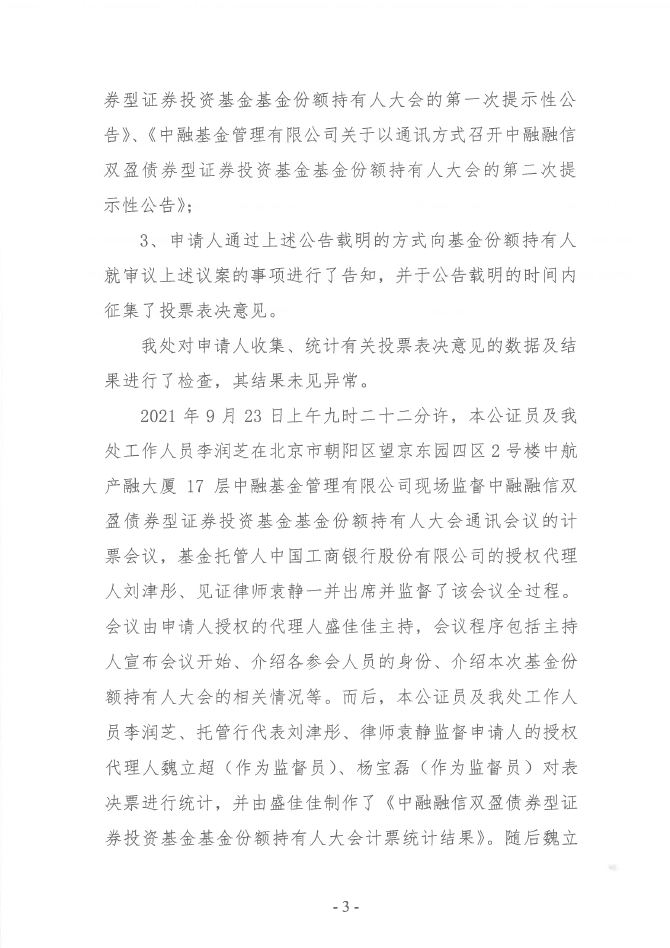 券型证券投资基金基金份额持有人大会的第一次提示性公
告》、《中融基金管理有限公司关于以通讯方式召开中融融信
双盈债券型证券投资基金基金份额持有人大会的第二次提
示性公告》；
3、申请人通过上述公告载明的方式向基金份额持有人
就审议上述议案的事项进行了告知，并于公告载明的时间内
征集了投票表决意见。
我处对申请人收集、统计有关投票表决意见的数据及结
果进行了检查，其结果未见异常。
2021 年 9 月 23 日上午九时二十二分许，本公证员及我
处工作人员李润芝在北京市朝阳区望京东园四区 2 号楼中航
产融大厦 17 层中融基金管理有限公司现场监督中融融信双
盈债券型证券投资基金基金份额持有人大会通讯会议的计
票会议，基金托管人中国工商银行股份有限公司的授权代理
人刘津彤、见证律师袁静一并出席并监督了该会议全过程。
会议由申请人授权的代理人盛佳佳主持，会议程序包括主持
人宣布会议开始、介绍各参会人员的身份、介绍本次基金份
额持有人大会的相关情况等。而后，本公证员及我处工作人
员李润芝、托管行代表刘津彤、律师袁静监督申请人的授权
代理人魏立超（作为监督员）、杨宝磊（作为监督员）对表
决票进行统计，并由盛佳佳制作了《中融融信双盈债券型证
券投资基金基金份额持有人大会计票统计结果》。随后魏立
- 3 -